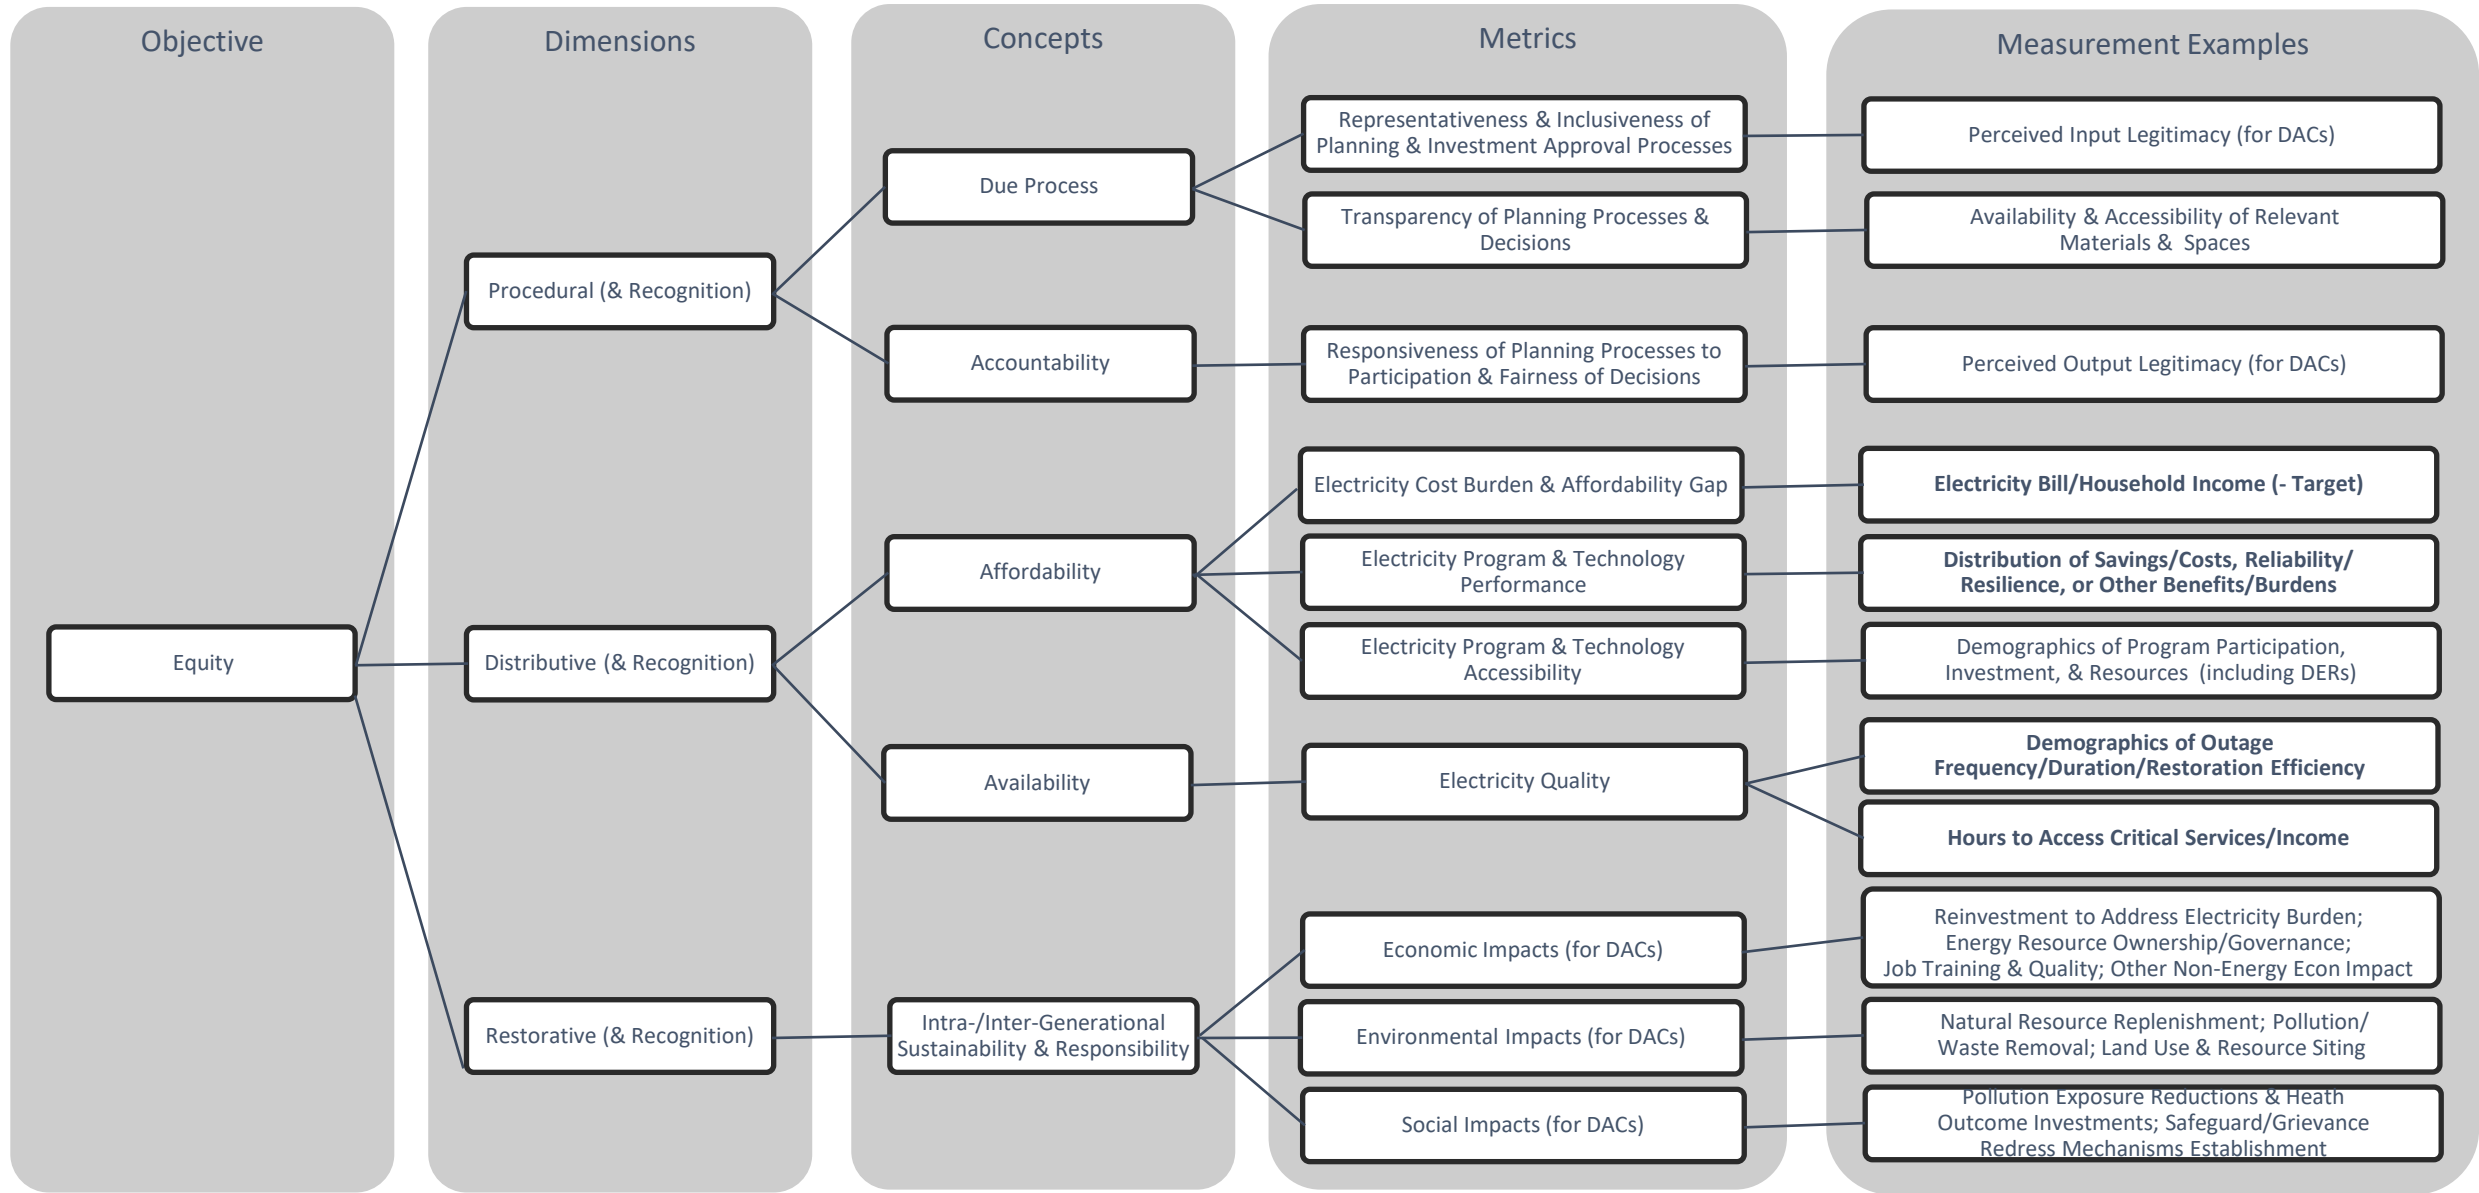 Objective
Dimensions
Concepts
Metrics
Measurement Examples
Equity
Procedural (& Recognition)
Distributive (& Recognition)
Restorative (& Recognition)
Due Process
Accountability
Affordability
Availability
Intra-/Inter-Generational
Sustainability & Responsibility
Representativeness & Inclusiveness of
Planning & Investment Approval Processes
Transparency of Planning Processes &
Decisions
Responsiveness of Planning Processes to
Participation & Fairness of Decisions
Electricity Cost Burden & Affordability Gap
Electricity Program & Technology
Performance
Electricity Program & Technology
Accessibility
Electricity Quality
Economic Impacts (for DACs)
Environmental Impacts (for DACs)
Social Impacts (for DACs)
Perceived Input Legitimacy (for DACs)
Availability & Accessibility of Relevant
Materials &  Spaces
Perceived Output Legitimacy (for DACs)
Electricity Bill/Household Income (- Target)
Distribution of Savings/Costs, Reliability/
Resilience, or Other Benefits/Burdens
Demographics of Program Participation,
Investment, & Resources  (including DERs)
Demographics of Outage
Frequency/Duration/Restoration Efficiency
Hours to Access Critical Services/Income
Reinvestment to Address Electricity Burden;
Energy Resource Ownership/Governance;
Job Training & Quality; Other Non-Energy Econ Impact
Natural Resource Replenishment; Pollution/
Waste Removal; Land Use & Resource Siting
Pollution Exposure Reductions & Heath
Outcome Investments; Safeguard/Grievance
Redress Mechanisms Establishment